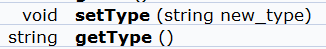 void setType (string new_type)
string getType ()